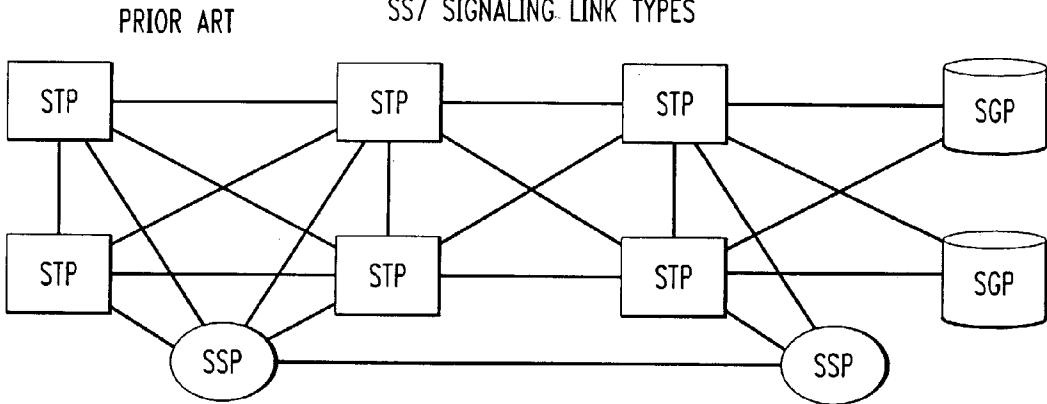 PRIOR ART
SS7 SIGNALING LINK TYPES
STP
STP
STP
SGP
STP
STP
STP
SGP
SSP
SSP